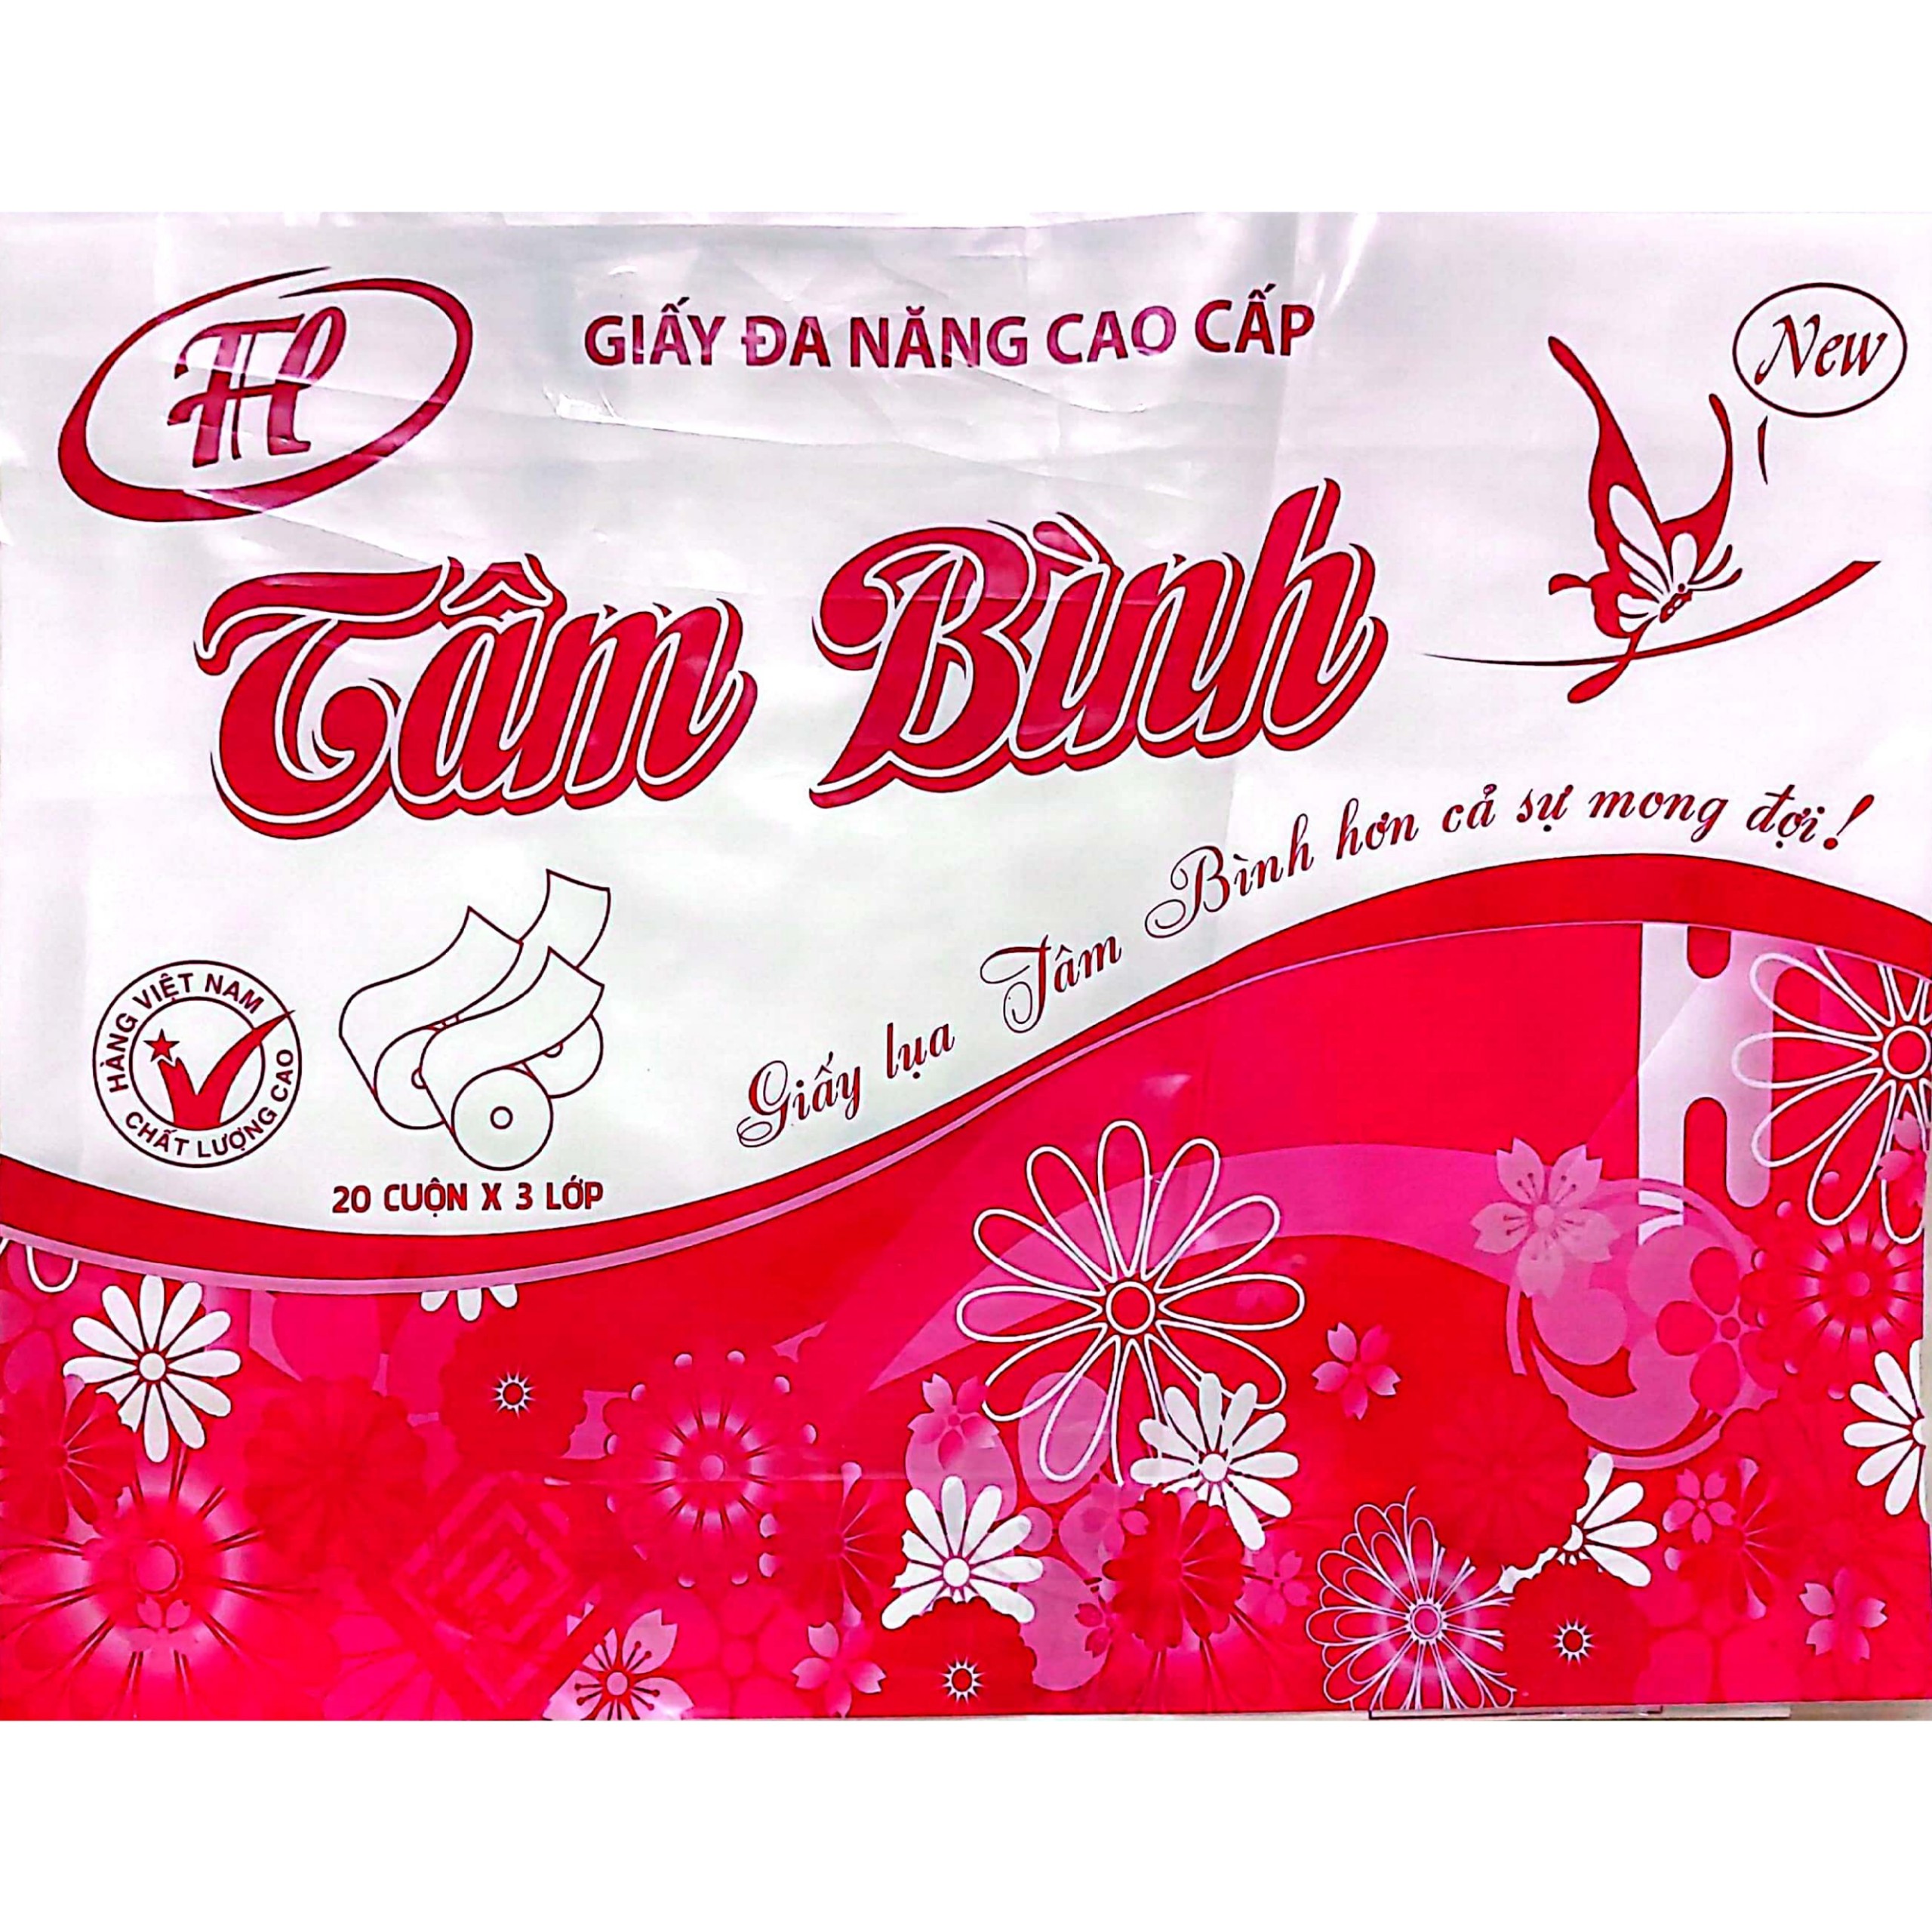 TH
GIẤY ĐA NĂNG CAO CẤP
New
Tâm Bình
Giấy lụa Tâm Bình hơn cả sự mong đợi!
HÀNG VIỆT NAM
CHẤT LƯỢNG CAO
20 CUỘN X 3 LỚP